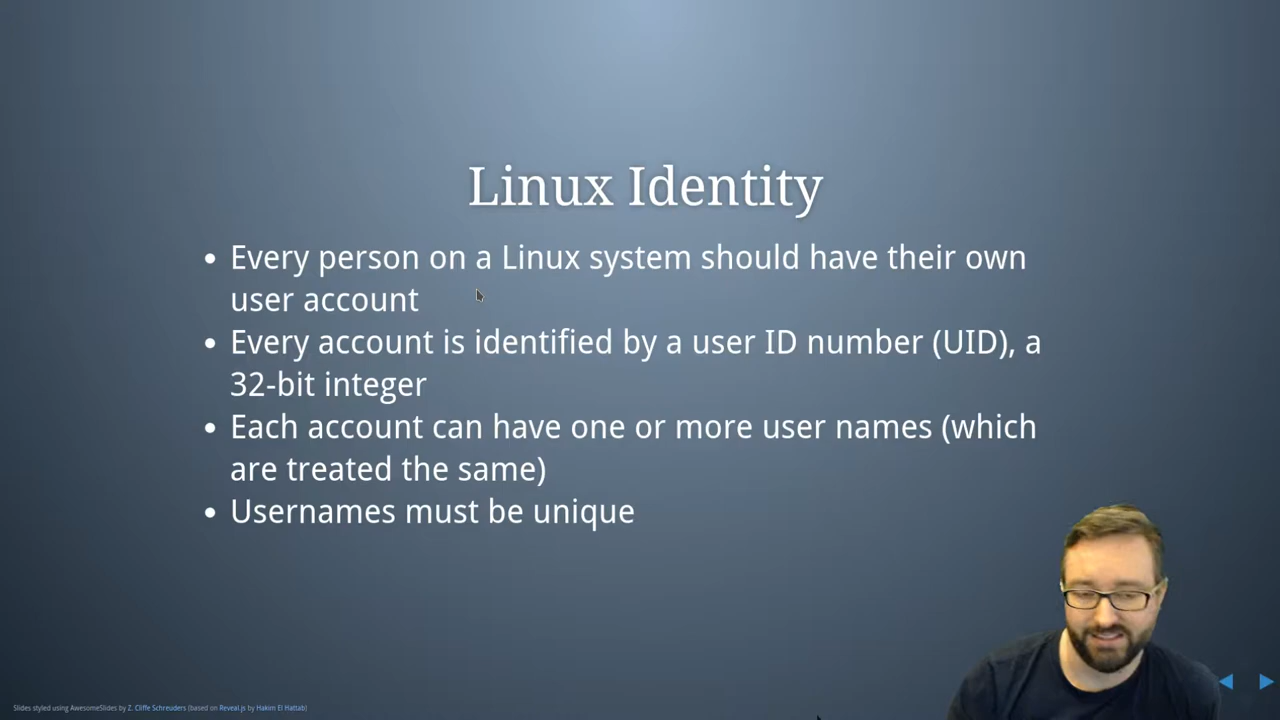 Linux Identity
• Every person on a Linux system should have their own
user account
• Every account is identified by a user ID number (UID), a
32-bit integer
• Each account can have one or more user names (which
are treated the same)
• Usernames must be unique
Slides styled using AwesomeSlides by Z. Cliffe Schreuders (based on Reveal.js by Hakim El Hattab)